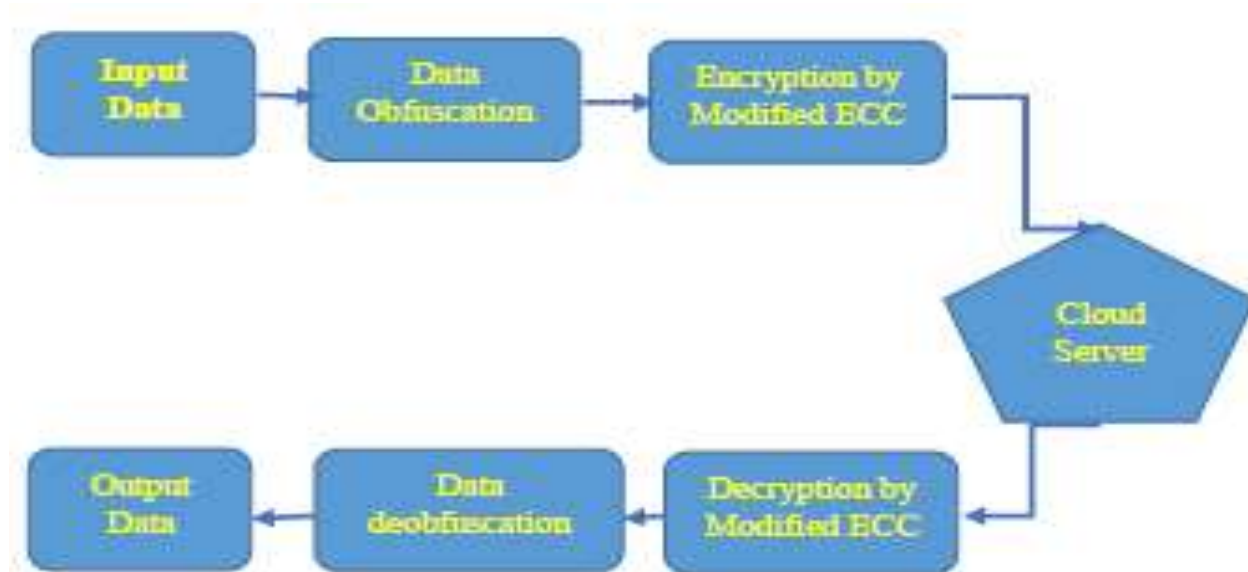 Input
Data
Data
Obfuscation
Encryption by
Modified ECC
Cloud
Server
Output
Data
Data
deobfuscation
Decryption by
Modified ECC